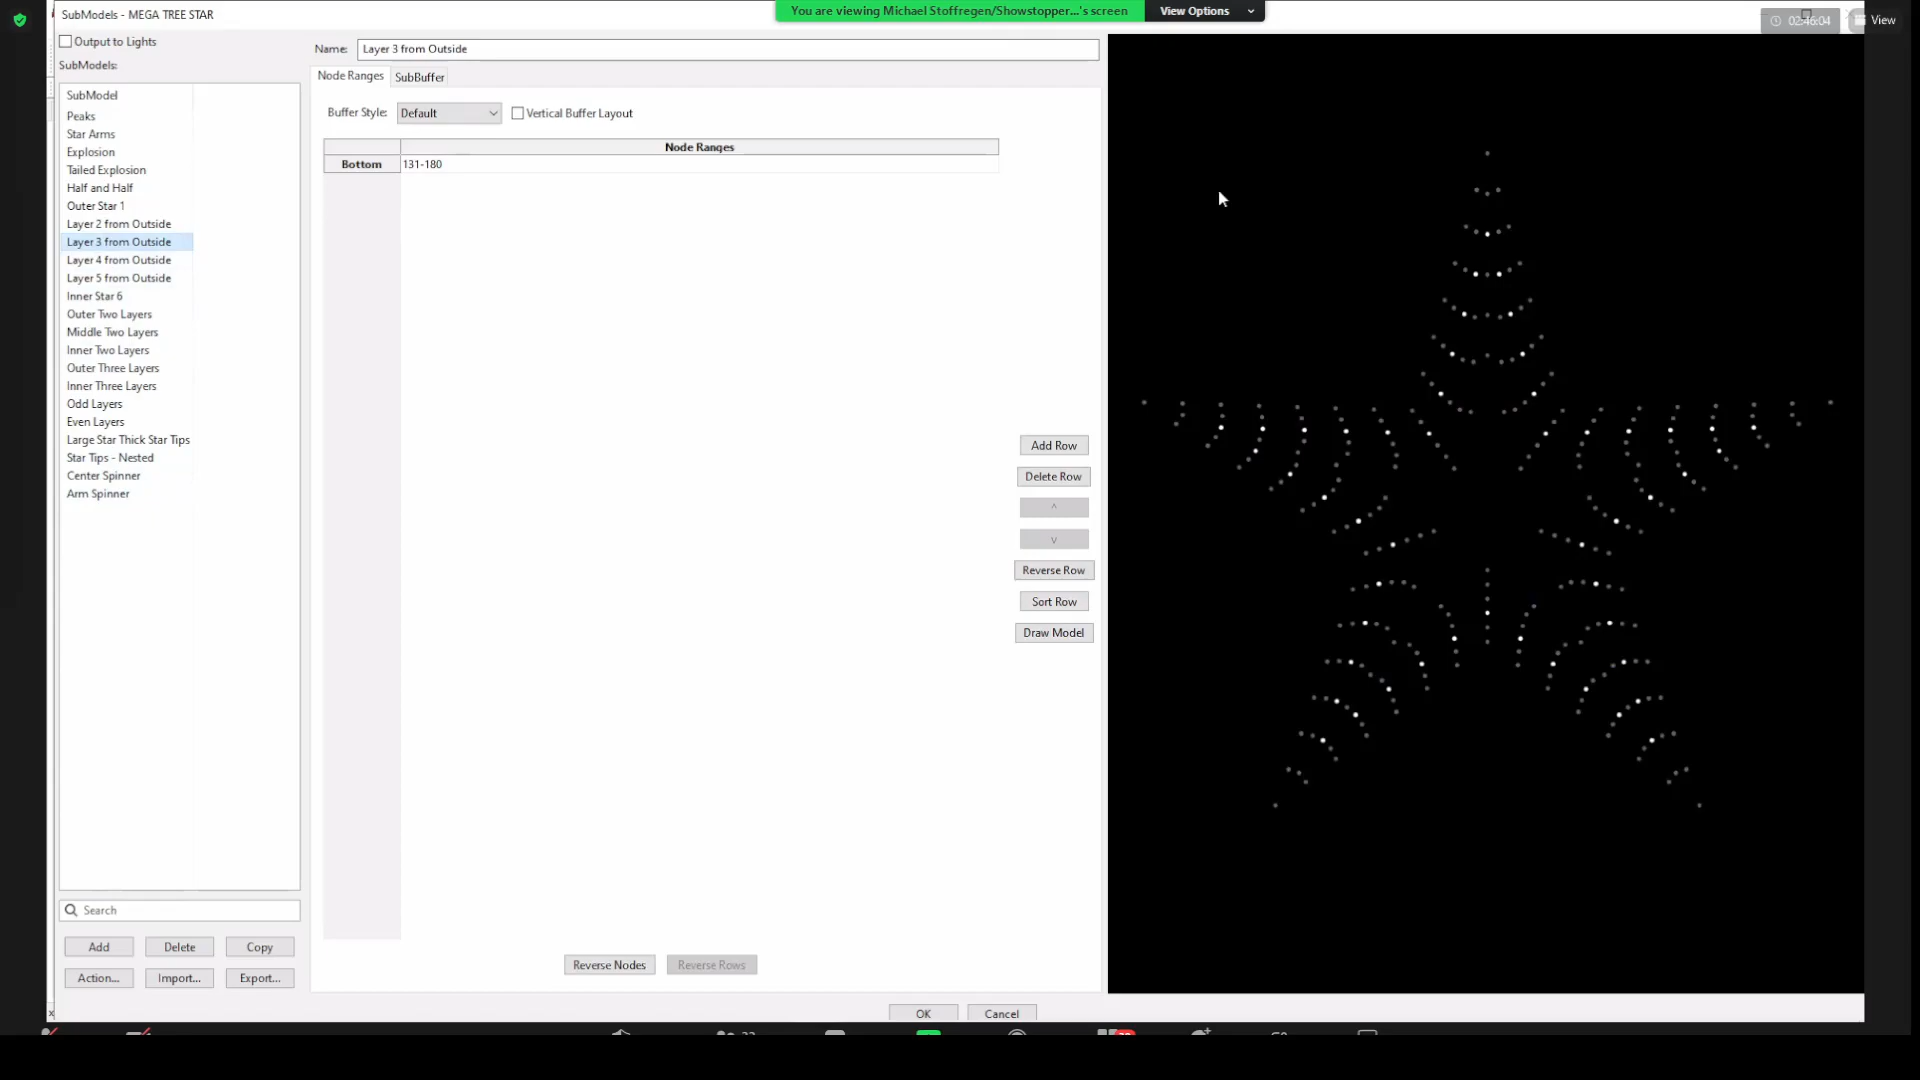 SubModels - MEGA TREE STAR
You are viewing Michael Stoffregen/Showstopper...'s screen
View Options
02:46:04
View
Output to Lights
SubModels:
Name:
Layer 3 from Outside
Node Ranges
SubBuffer
Buffer Style:
Default
Vertical Buffer Layout
Node Ranges
Bottom
131-180
SubModel
Peaks
Star Arms
Explosion
Tailed Explosion
Half and Half
Outer Star 1
Layer 2 from Outside
Layer 3 from Outside
Layer 4 from Outside
Layer 5 from Outside
Inner Star 6
Outer Two Layers
Middle Two Layers
Inner Two Layers
Outer Three Layers
Inner Three Layers
Odd Layers
Even Layers
Large Star Thick Star Tips
Star Tips - Nested
Center Spinner
Arm Spinner
Add Row
Delete Row
^
v
Reverse Row
Sort Row
Draw Model
Search
Add
Delete
Copy
Action...
Import...
Export...
Reverse Nodes
Reverse Rows
OK
Cancel